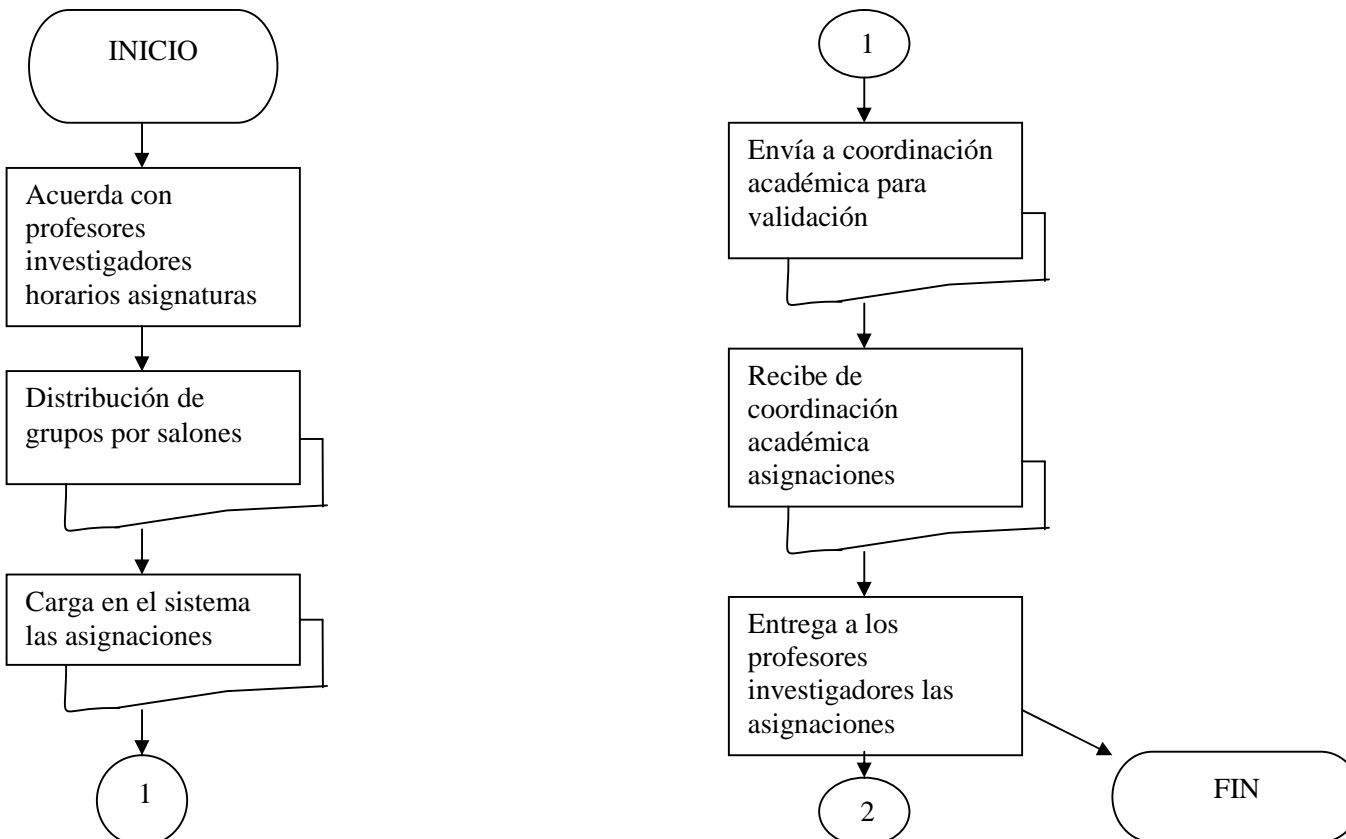 INICIO
Acuerda con
profesores
investigadores
horarios asignaturas
Distribución de
grupos por salones
Carga en el sistema
las asignaciones
1
1
Envía a coordinación
académica para
validación
Recibe de
coordinación
académica
asignaciones
Entrega a los
profesores
investigadores las
asignaciones
2
FIN